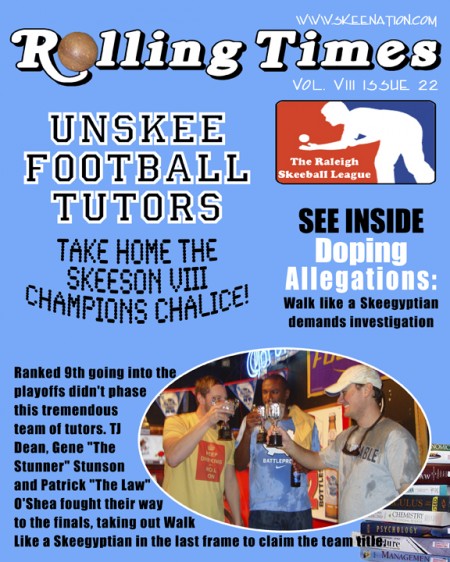 WWW.SKEENATION.COM
Rolling Times
VOL. VIII ISSUE 22
UNSKEE
FOOTBALL
TUTORS
The Raleigh
Skeeball League
TAKE HOME THE
SKEESON VIII
CHAMPIONS CHALICE!
SEE INSIDE
Doping
Allegations:
Walk like a Skeegyptian
demands investigation
Ranked 9th going into the
playoffs didn't phase
this tremendous
team of tutors. TJ
Dean, Gene "The
Stunner" Stunson
and Patrick "The Law"
O'Shea fought their way
to the finals, taking out Walk
Like a Skeegyptian in the last frame to claim the team title.
CHEMISTRY
PSYCHOLOGY
MANAGEMENT